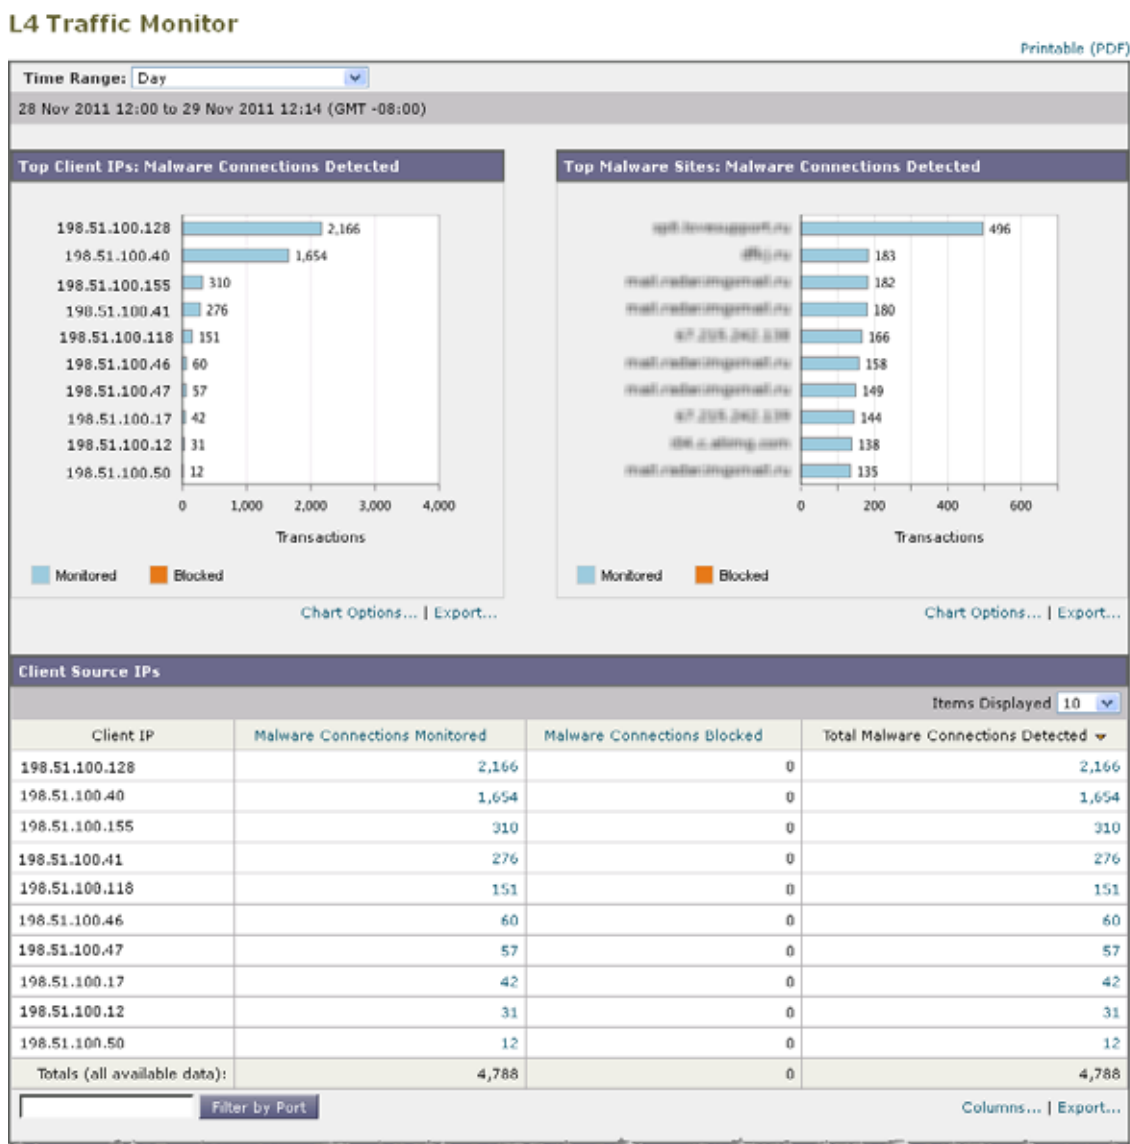 L4 Traffic Monitor
Printable (PDF)
Time Range: Day
28 Nov 2011 12:00 to 29 Nov 2011 12:14 (GMT -08:00)
Top Client IPs: Malware Connections Detected
198.51.100.128 2,166
198.51.100.40 1,654
198.51.100.155 310
198.51.100.41 276
198.51.100.118 151
198.51.100.46 60
198.51.100.47 57
198.51.100.17 42
198.51.100.12 31
198.51.100.50 12
0 1,000 2,000 3,000 4,000
Transactions
Monitored Blocked
Chart Options... | Export...
Top Malware Sites: Malware Connections Detected
496
183
182
180
166
158
149
144
138
135
0 200 400 600
Transactions
Monitored Blocked
Chart Options... | Export...
Client Source IPs
Items Displayed 10
Client IP Malware Connections Monitored Malware Connections Blocked Total Malware Connections Detected
198.51.100.128 2,166 0 2,166
198.51.100.40 1,654 0 1,654
198.51.100.155 310 0 310
198.51.100.41 276 0 276
198.51.100.118 151 0 151
198.51.100.46 60 0 60
198.51.100.47 57 0 57
198.51.100.17 42 0 42
198.51.100.12 31 0 31
198.51.100.50 12 0 12
Totals (all available data): 4,788 0 4,788
Filter by Port
Columns... | Export...